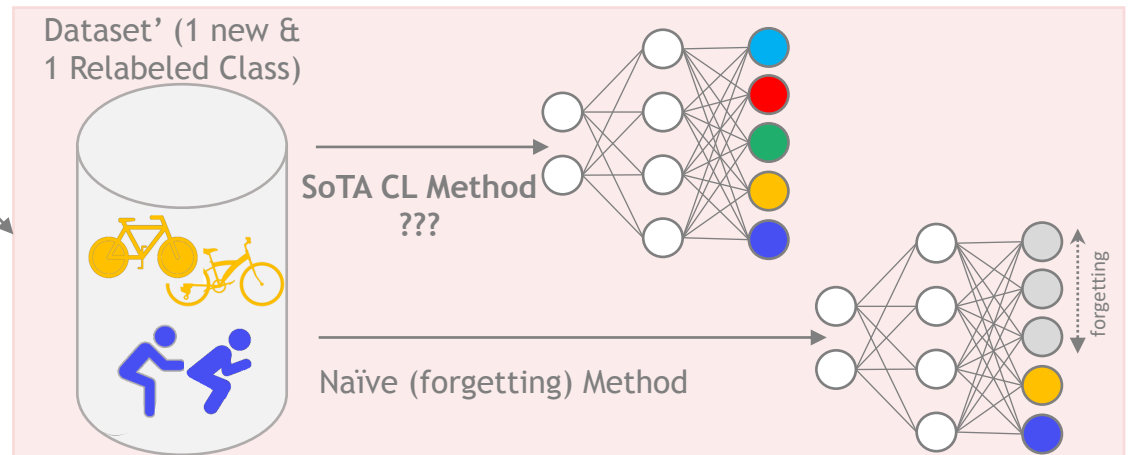 Dataset’ (1 new &
1 Relabeled Class)
SoTA CL Method
???
Naïve (forgetting) Method
forgetting